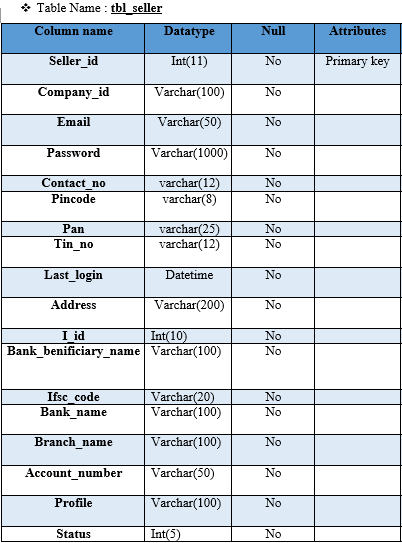 ❖ Table Name : tbl_seller
Column name Datatype Null Attributes
Seller_id Int(11) No Primary key
Company_id Varchar(100) No
Email Varchar(50) No
Password Varchar(1000) No
Contact_no varchar(12) No
Pincode varchar(8) No
Pan varchar(25) No
Tin_no varchar(12) No
Last_login Datetime No
Address Varchar(200) No
I_id Int(10) No
Bank_benificiary_name Varchar(100) No
Ifsc_code Varchar(20) No
Bank_name Varchar(100) No
Branch_name Varchar(100) No
Account_number Varchar(50) No
Profile Varchar(100) No
Status Int(5) No